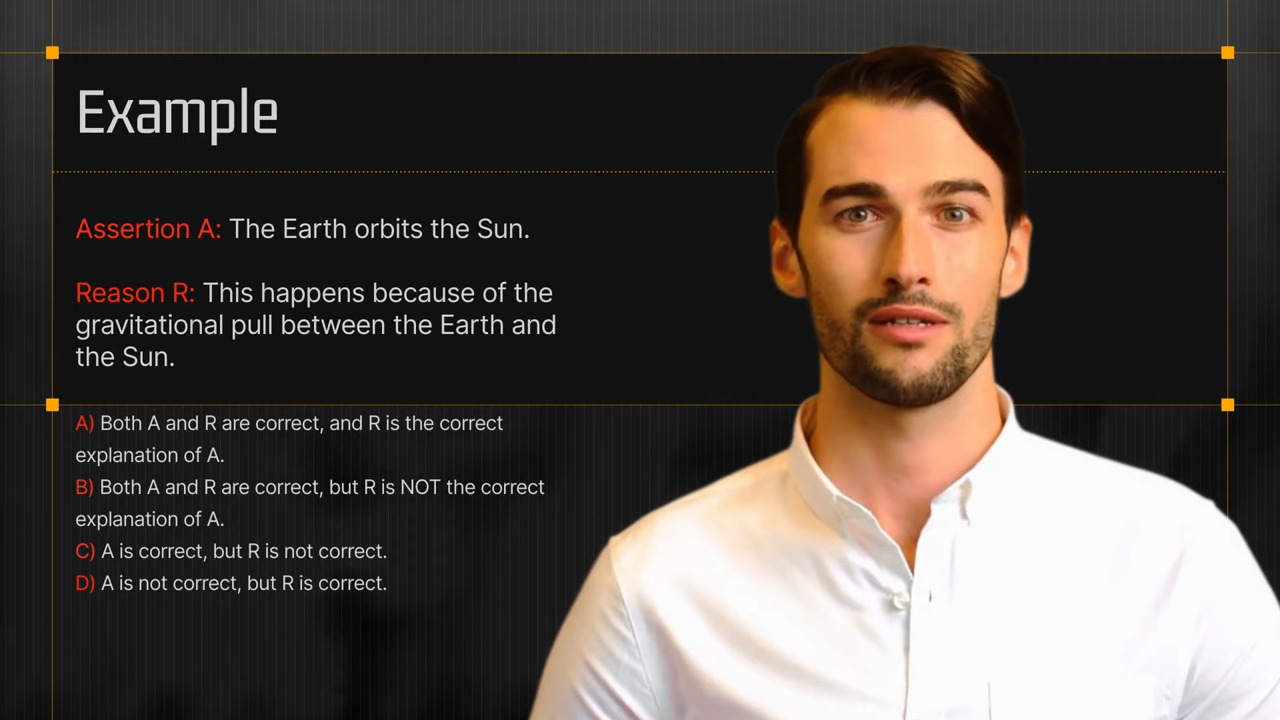 Example
Assertion A: The Earth orbits the Sun.
Reason R: This happens because of the
gravitational pull between the Earth and
the Sun.
A) Both A and R are correct, and R is the correct
explanation of A.
B) Both A and R are correct, but R is NOT the correct
explanation of A.
C) A is correct, but R is not correct.
D) A is not correct, but R is correct.